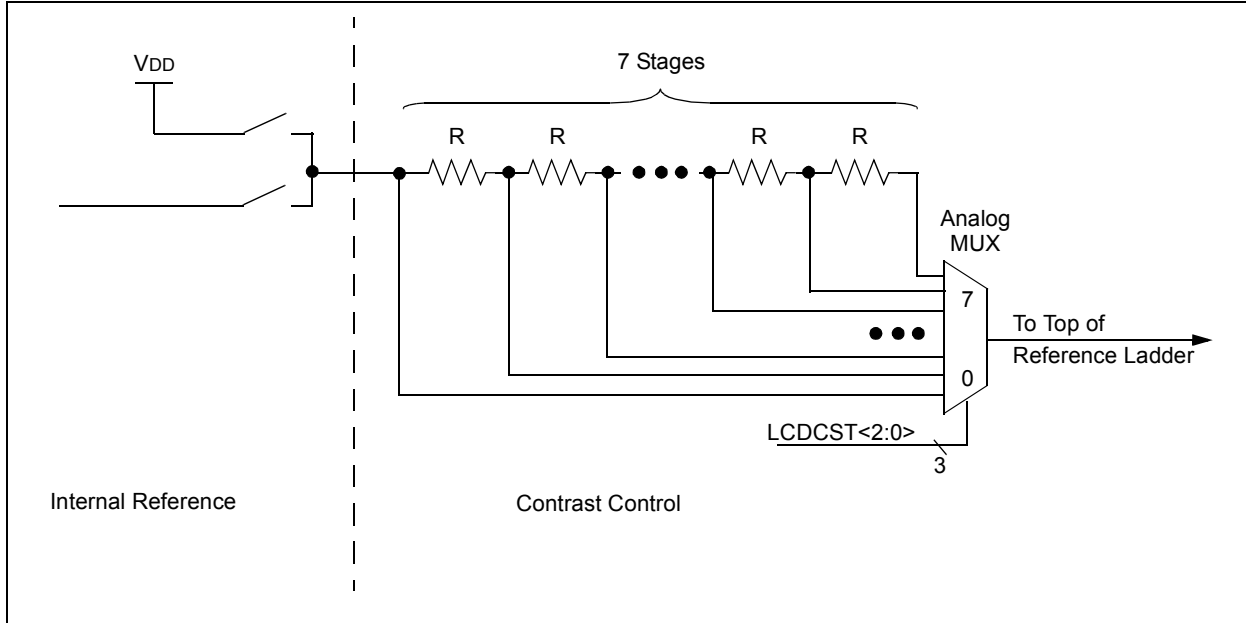 VDD
7 Stages
R
R
R
R
Analog
MUX
7
0
To Top of
Reference Ladder
LCDCST<2:0>
3
Internal Reference
Contrast Control